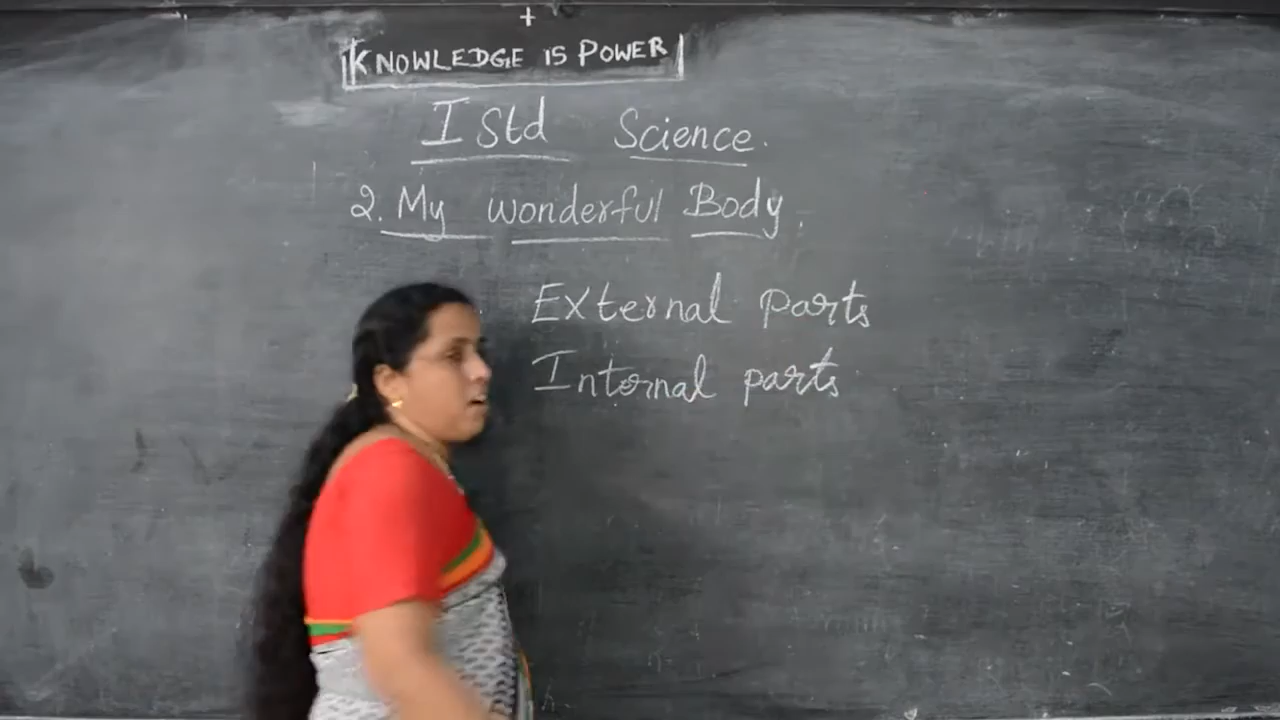 +
KNOWLEDGE IS POWER
I Std Science.
2. My wonderful Body.
External parts
Internal parts